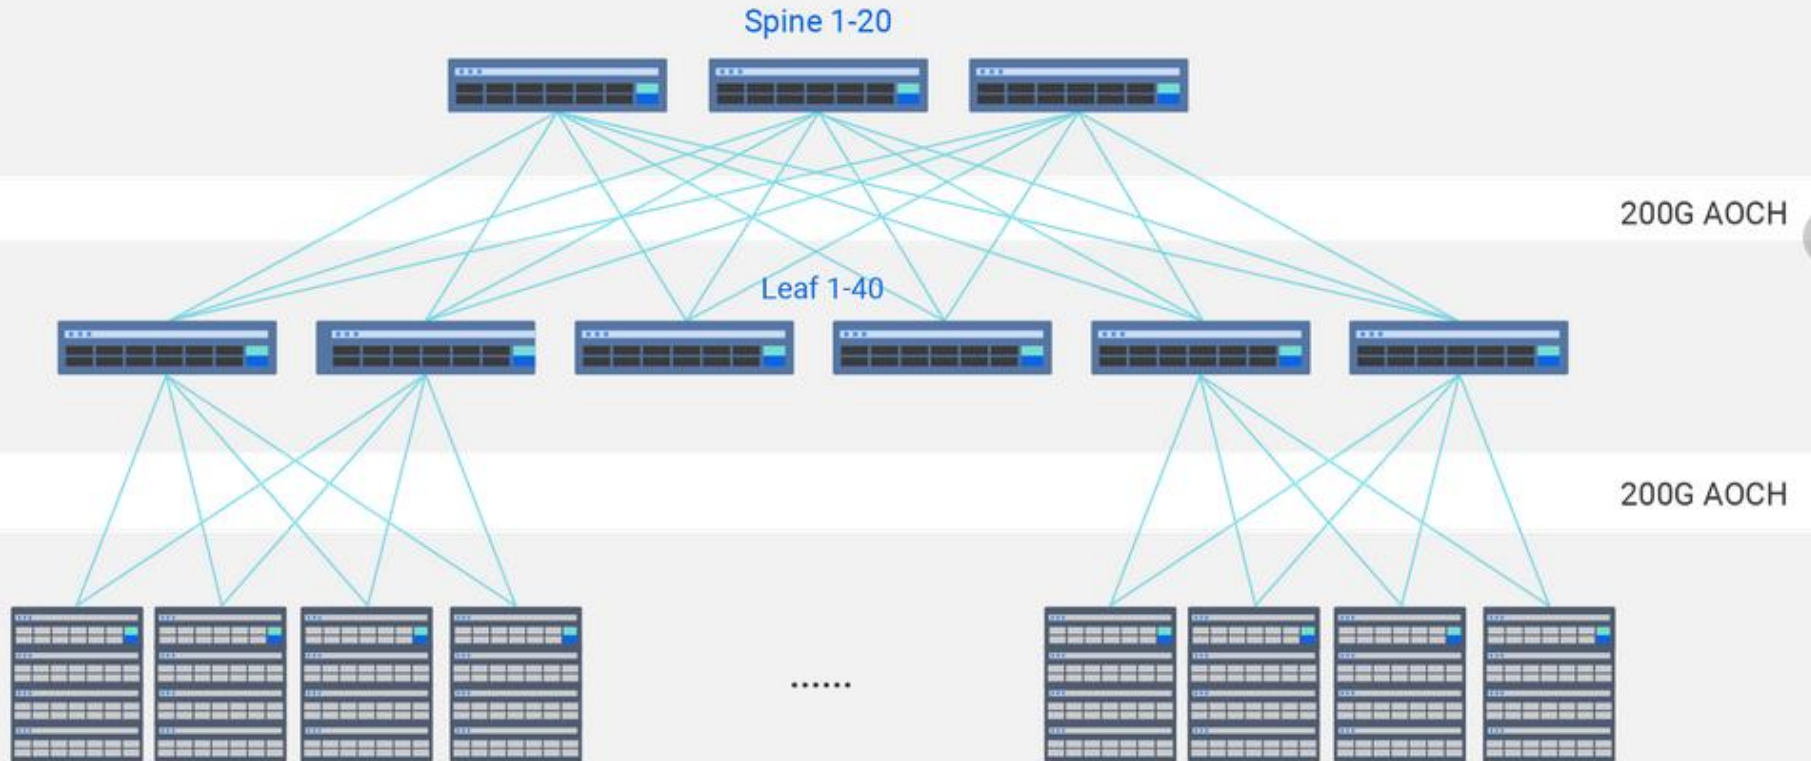 Spine 1-20
200G AOCH
Leaf 1-40
200G AOCH
......